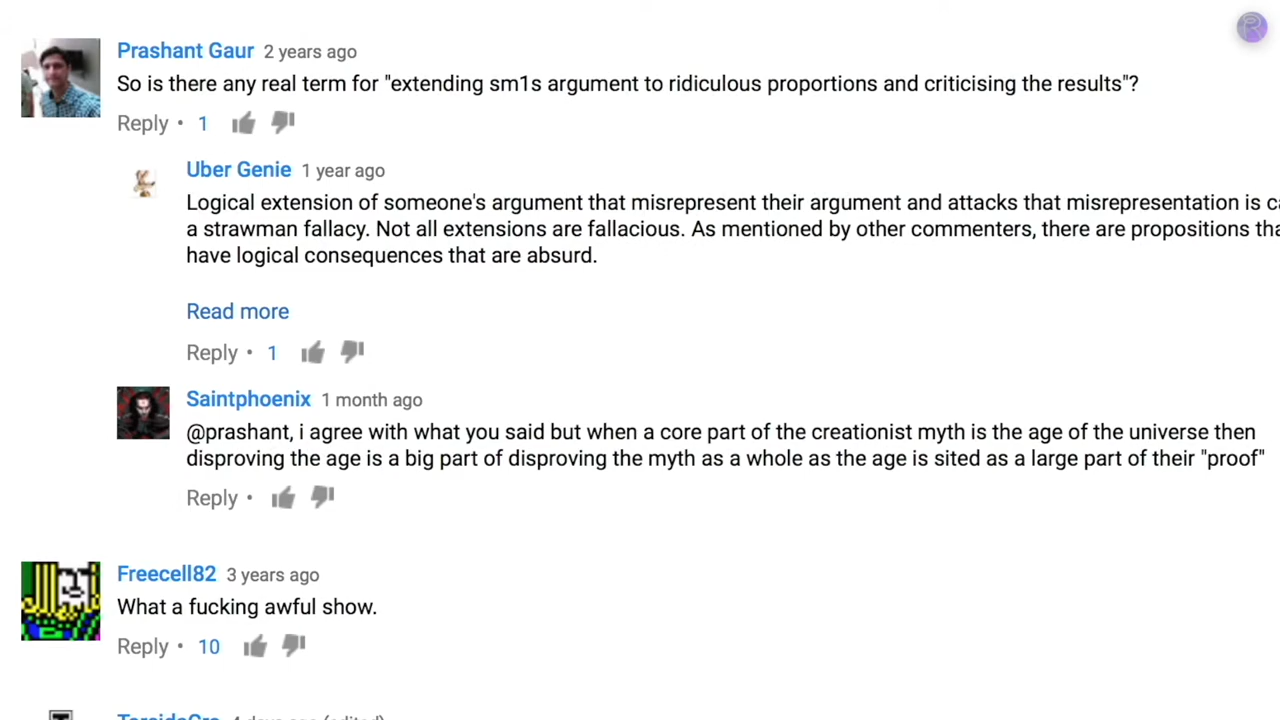 Prashant Gaur 2 years ago
So is there any real term for "extending sm1s argument to ridiculous proportions and criticising the results"?
Reply • 1
Uber Genie 1 year ago
Logical extension of someone's argument that misrepresent their argument and attacks that misrepresentation is
a strawman fallacy. Not all extensions are fallacious. As mentioned by other commenters, there are propositions
have logical consequences that are absurd.
Read more
Reply • 1
Saintphoenix 1 month ago
@prashant, i agree with what you said but when a core part of the creationist myth is the age of the universe then
disproving the age is a big part of disproving the myth as a whole as the age is sited as a large part of their "proof"
Reply •
Freecell82 3 years ago
What a fucking awful show.
Reply • 10